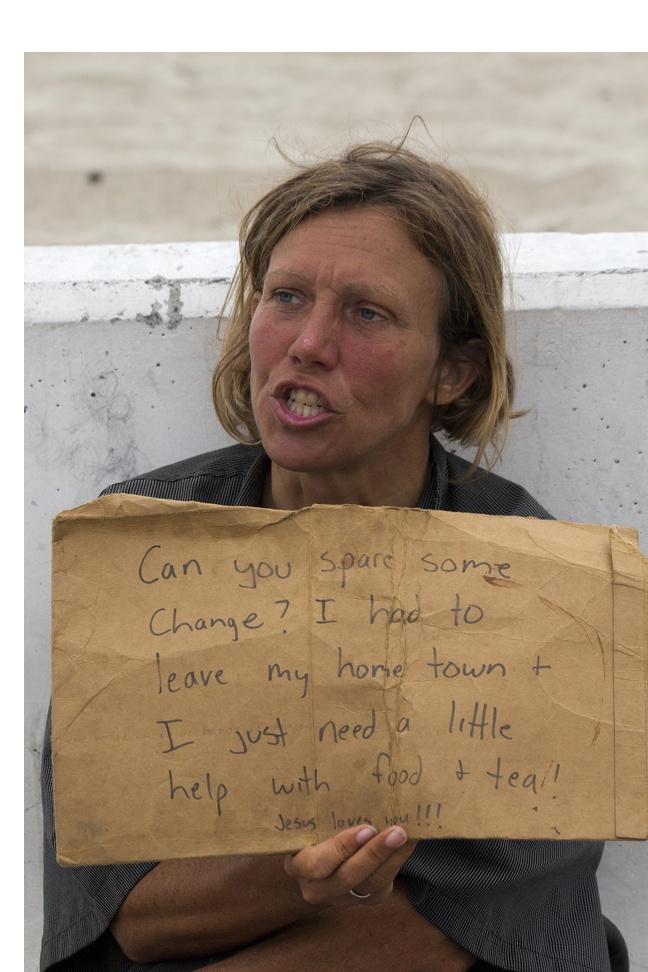 Can you spare some
Change? I had to
leave my home town +
I just need a little
help with food + tea!!
Jesus loves you!!!